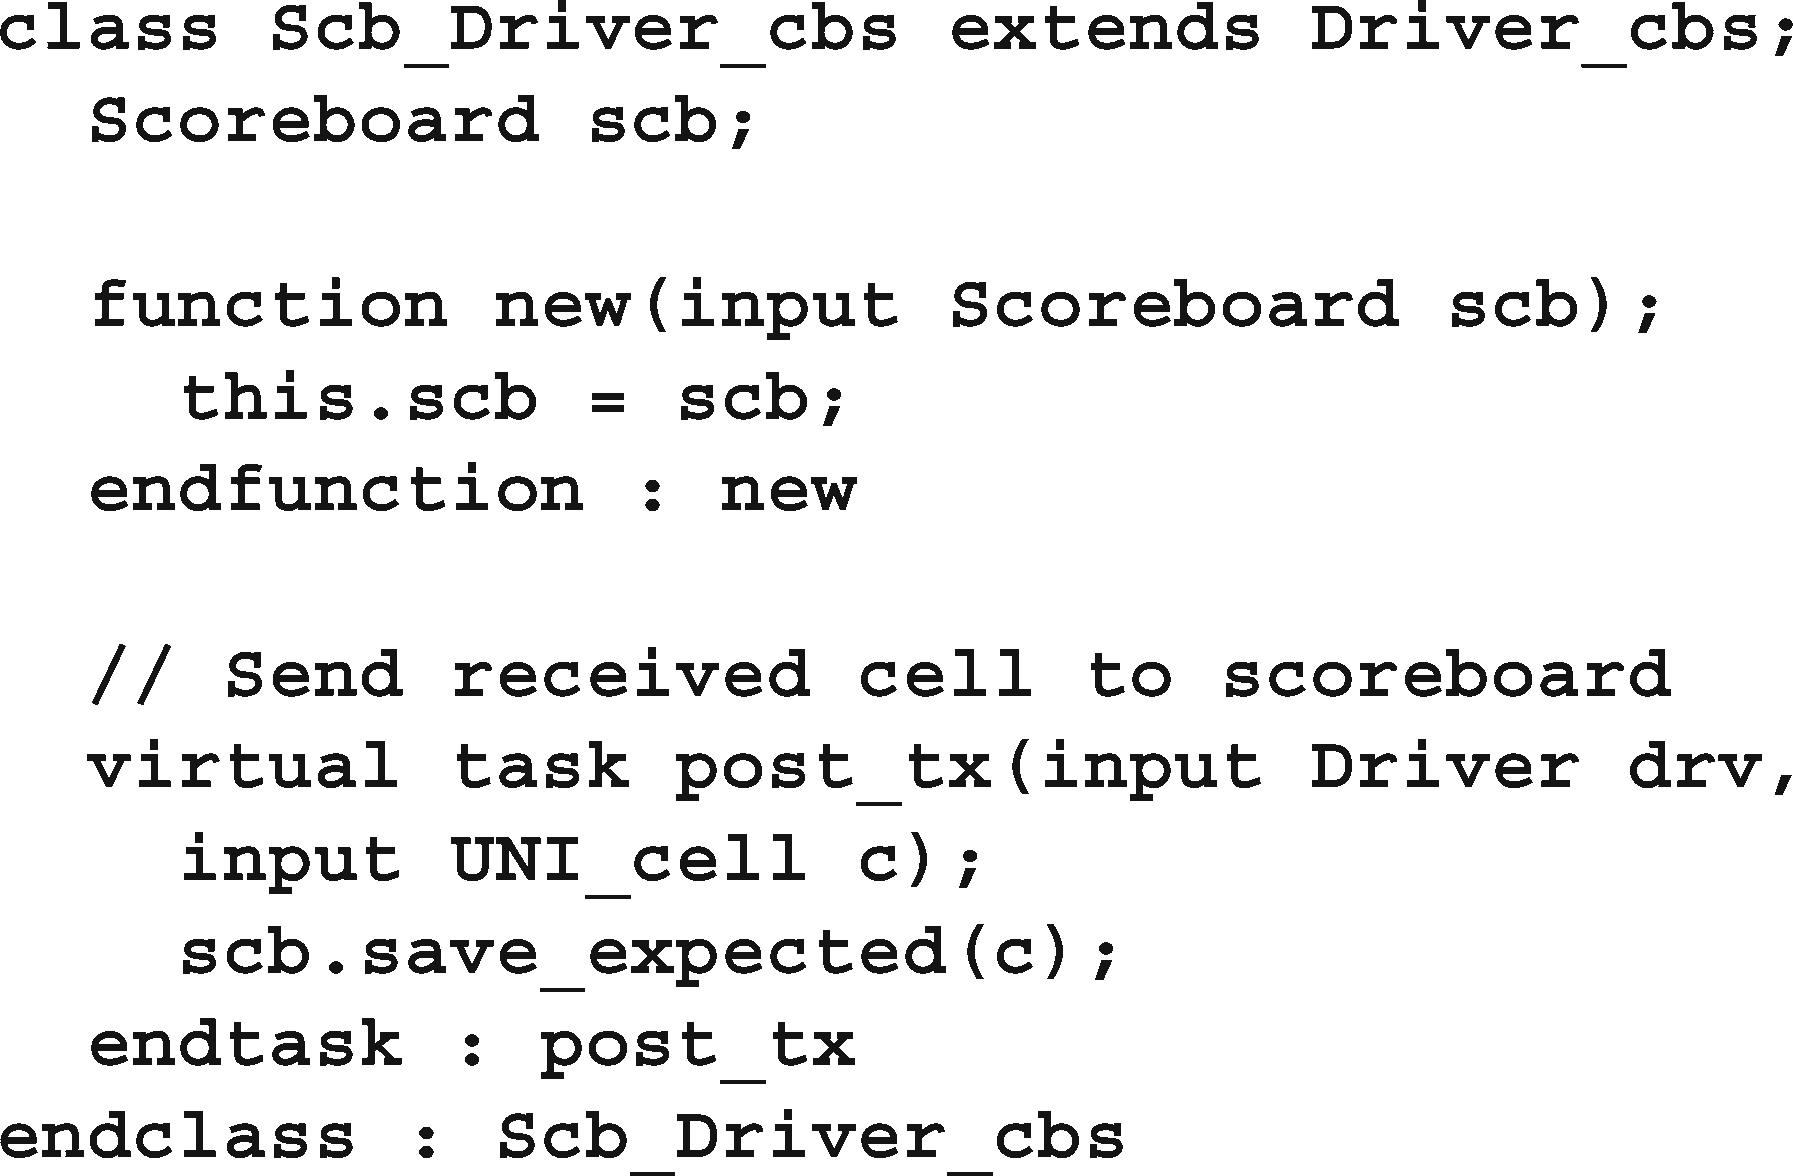 class Scb_Driver_cbs extends Driver_cbs;
  Scoreboard scb;

  function new(input Scoreboard scb);
    this.scb = scb;
  endfunction : new

  // Send received cell to scoreboard
  virtual task post_tx(input Driver drv,
    input UNI_cell c);
    scb.save_expected(c);
  endtask : post_tx
endclass : Scb_Driver_cbs